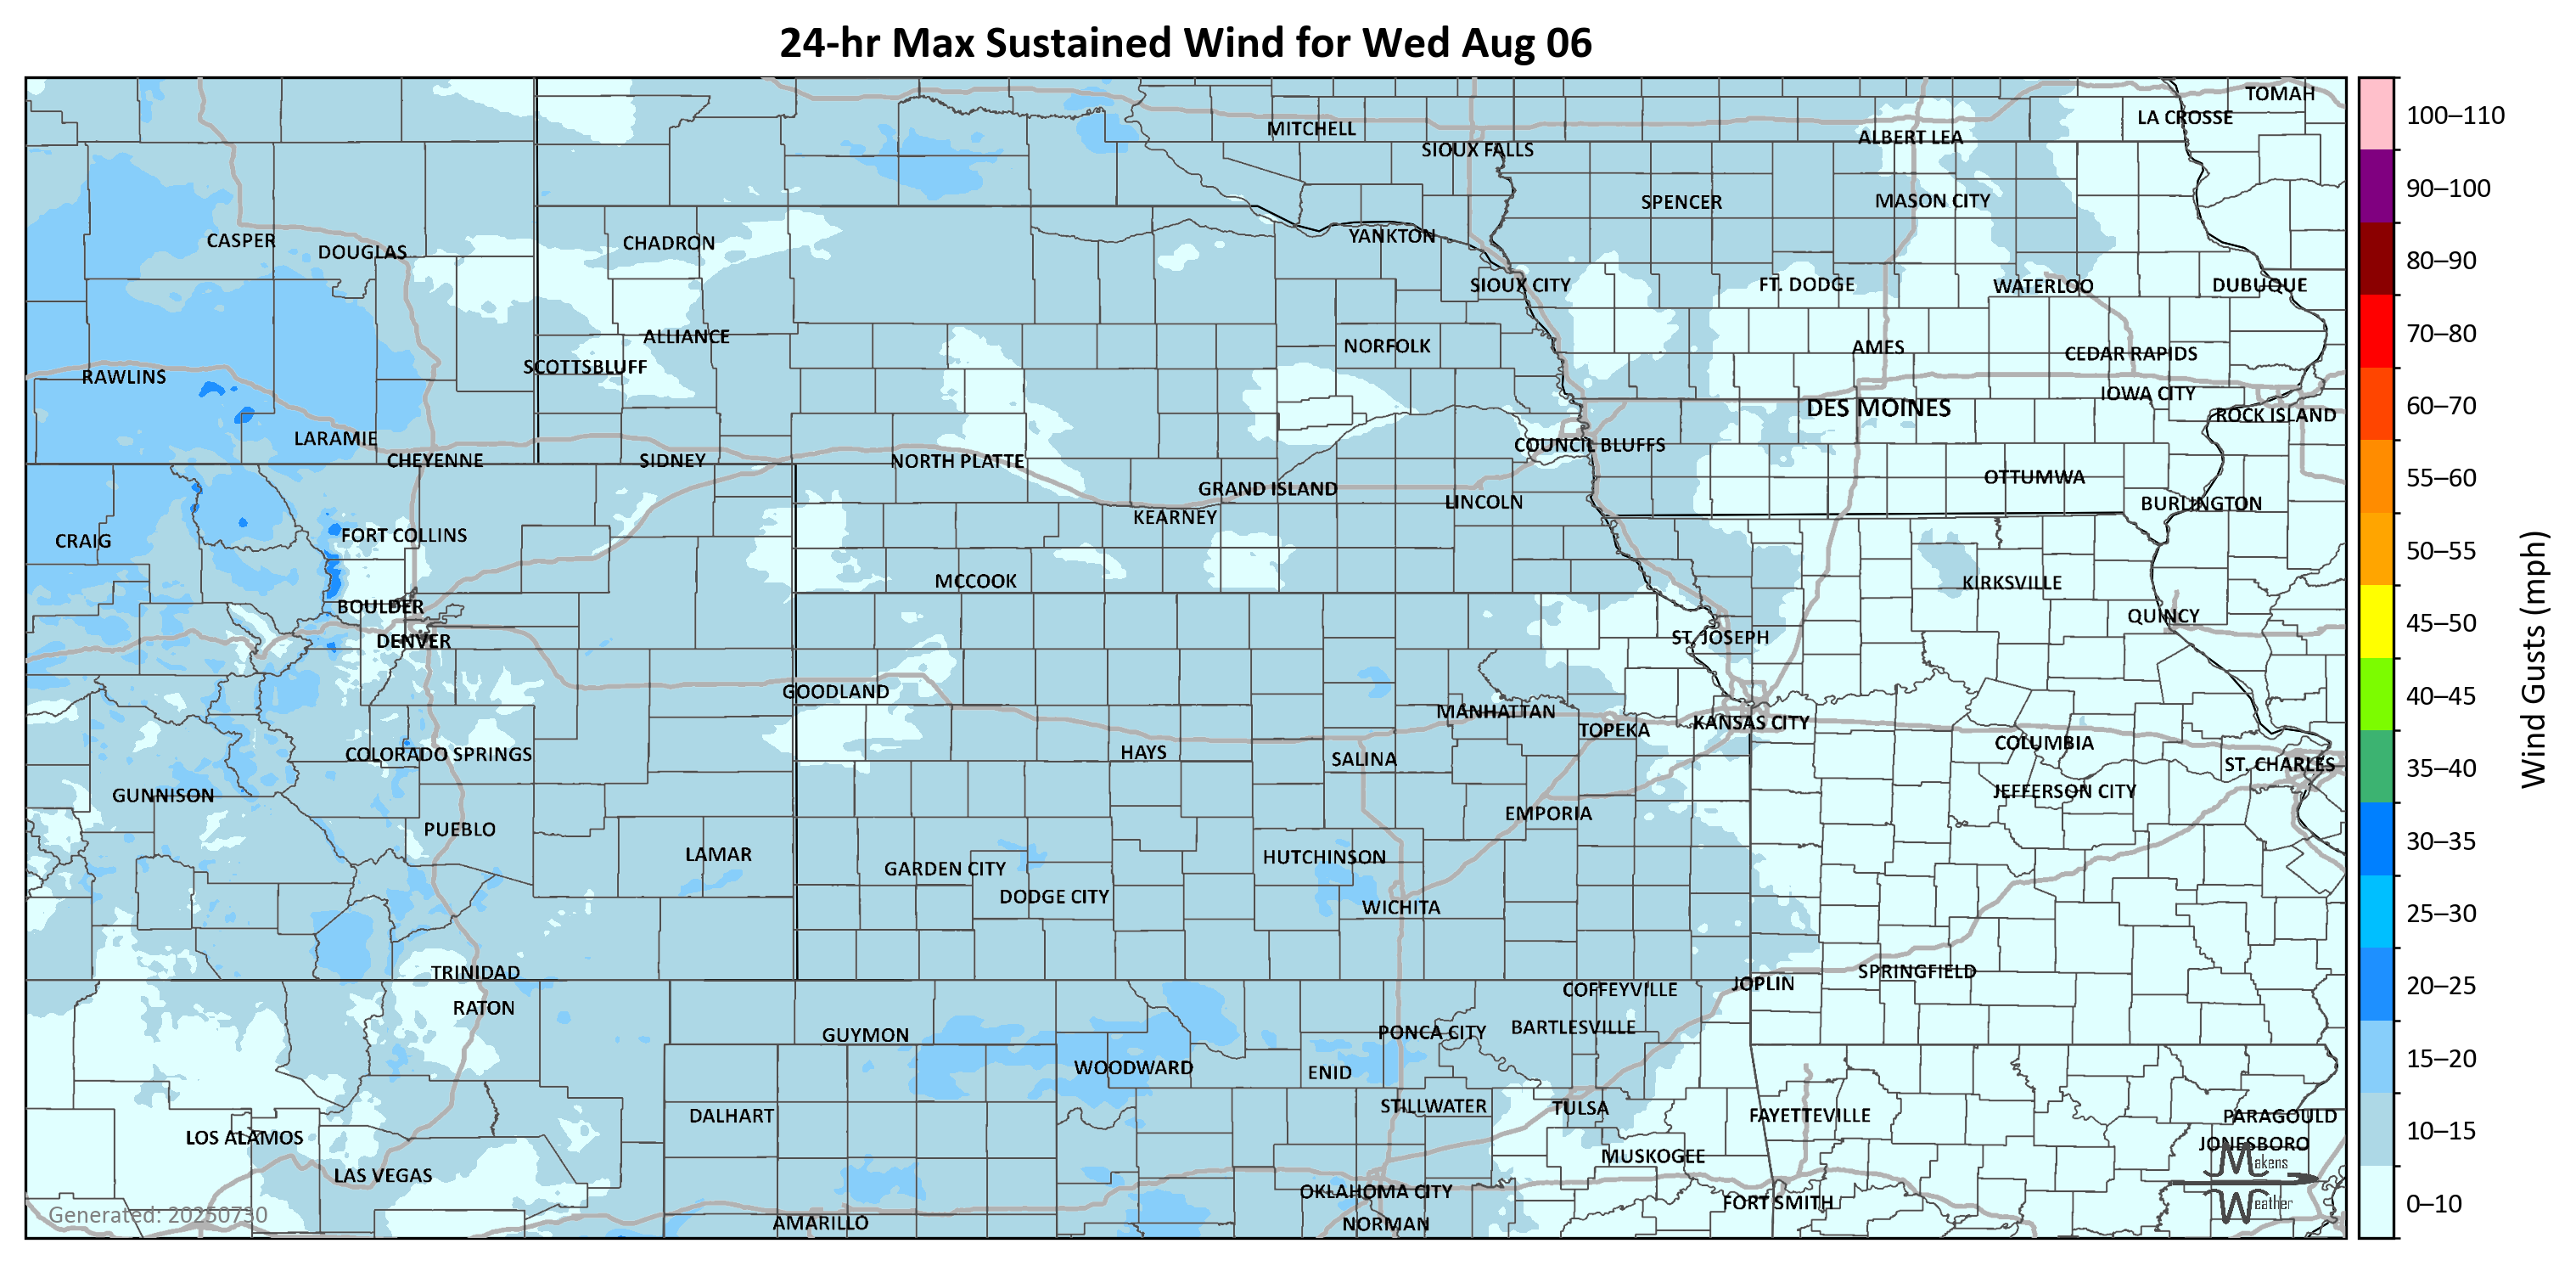 24-hr Max Sustained Wind for Wed Aug 06
TOMAH
LA CROSSE
MITCHELL
ALBERT LEA
SIOUX FALLS
SPENCER
MASON CITY
YANKTON
CASPER
CHADRON
DOUGLAS
SIOUX CITY
FT. DODGE
WATERLOO
DUBUQUE
ALLIANCE
NORFOLK
AMES
CEDAR RAPIDS
SCOTTSBLUFF
RAWLINS
IOWA CITY
DES MOINES
ROCK ISLAND
LARAMIE
COUNCIL BLUFFS
CHEYENNE
SIDNEY
NORTH PLATTE
OTTUMWA
GRAND ISLAND
LINCOLN
BURLINGTON
KEARNEY
FORT COLLINS
CRAIG
MCCOOK
KIRKSVILLE
BOULDER
QUINCY
DENVER
ST. JOSEPH
GOODLAND
MANHATTAN
KANSAS CITY
TOPEKA
COLUMBIA
COLORADO SPRINGS
HAYS
SALINA
ST. CHARLES
GUNNISON
JEFFERSON CITY
EMPORIA
PUEBLO
LAMAR
HUTCHINSON
GARDEN CITY
DODGE CITY
WICHITA
TRINIDAD
SPRINGFIELD
JOPLIN
COFFEYVILLE
RATON
GUYMON
PONCA CITY
BARTLESVILLE
WOODWARD
ENID
STILLWATER
TULSA
DALHART
FAYETTEVILLE
PARAGOULD
LOS ALAMOS
JONESBORO
MUSKOGEE
LAS VEGAS
OKLAHOMA CITY
FORT SMITH
AMARILLO
NORMAN
Makens
Weather
Generated: 20250730
100–110
90–100
80–90
70–80
60–70
55–60
50–55
45–50
40–45
35–40
30–35
25–30
20–25
15–20
10–15
0–10
Wind Gusts (mph)